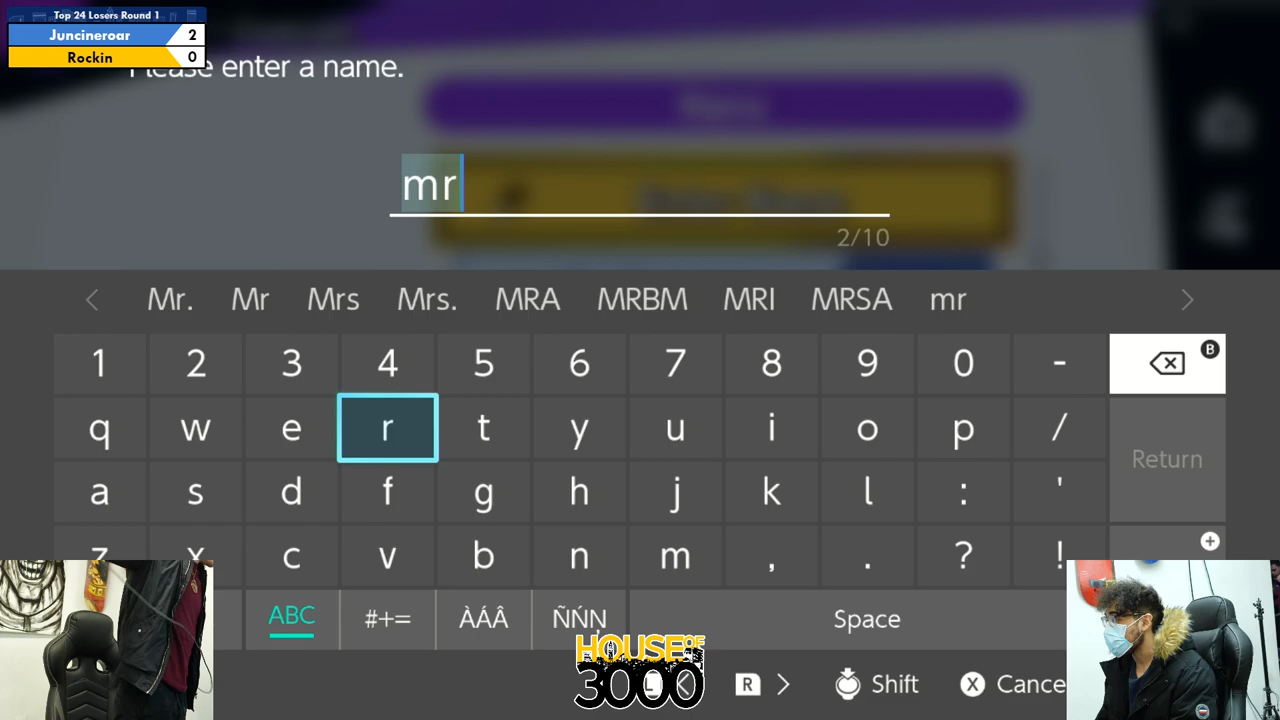 Top 24 Losers Round 1
Juncineroar 2
Rockin 0
Please enter a name.
mr
2/10
Mr. Mr Mrs Mrs. MRA MRBM MRI MRSA mr
1 2 3 4 5 6 7 8 9 0 - B
q w e r t y u i o p /
Return
a s d f g h j k l : '
z x c v b n m , . ? !
ABC #+= ÀÁÂ ÑŃŅ Space
HOUSE OF
3000
L R Shift X Cance